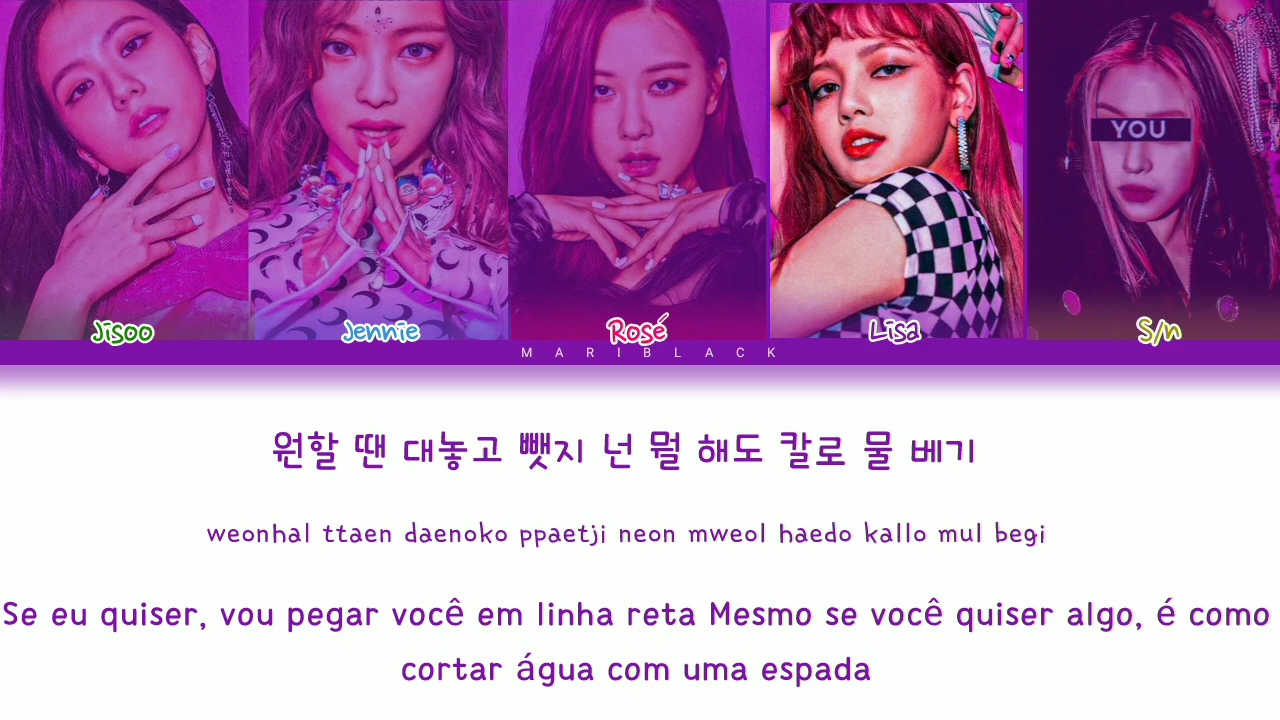 YOU
Jisoo
Jennie
Rosé
Lisa
S/n
MARIBLACK
원할 땐 대놓고 뺏지 넌 뭘 해도 칼로 물 베기
weonhal ttaen daenoko ppaetji neon mweol haedo kallo mul begi
Se eu quiser, vou pegar você em linha reta Mesmo se você quiser algo, é como
cortar água com uma espada